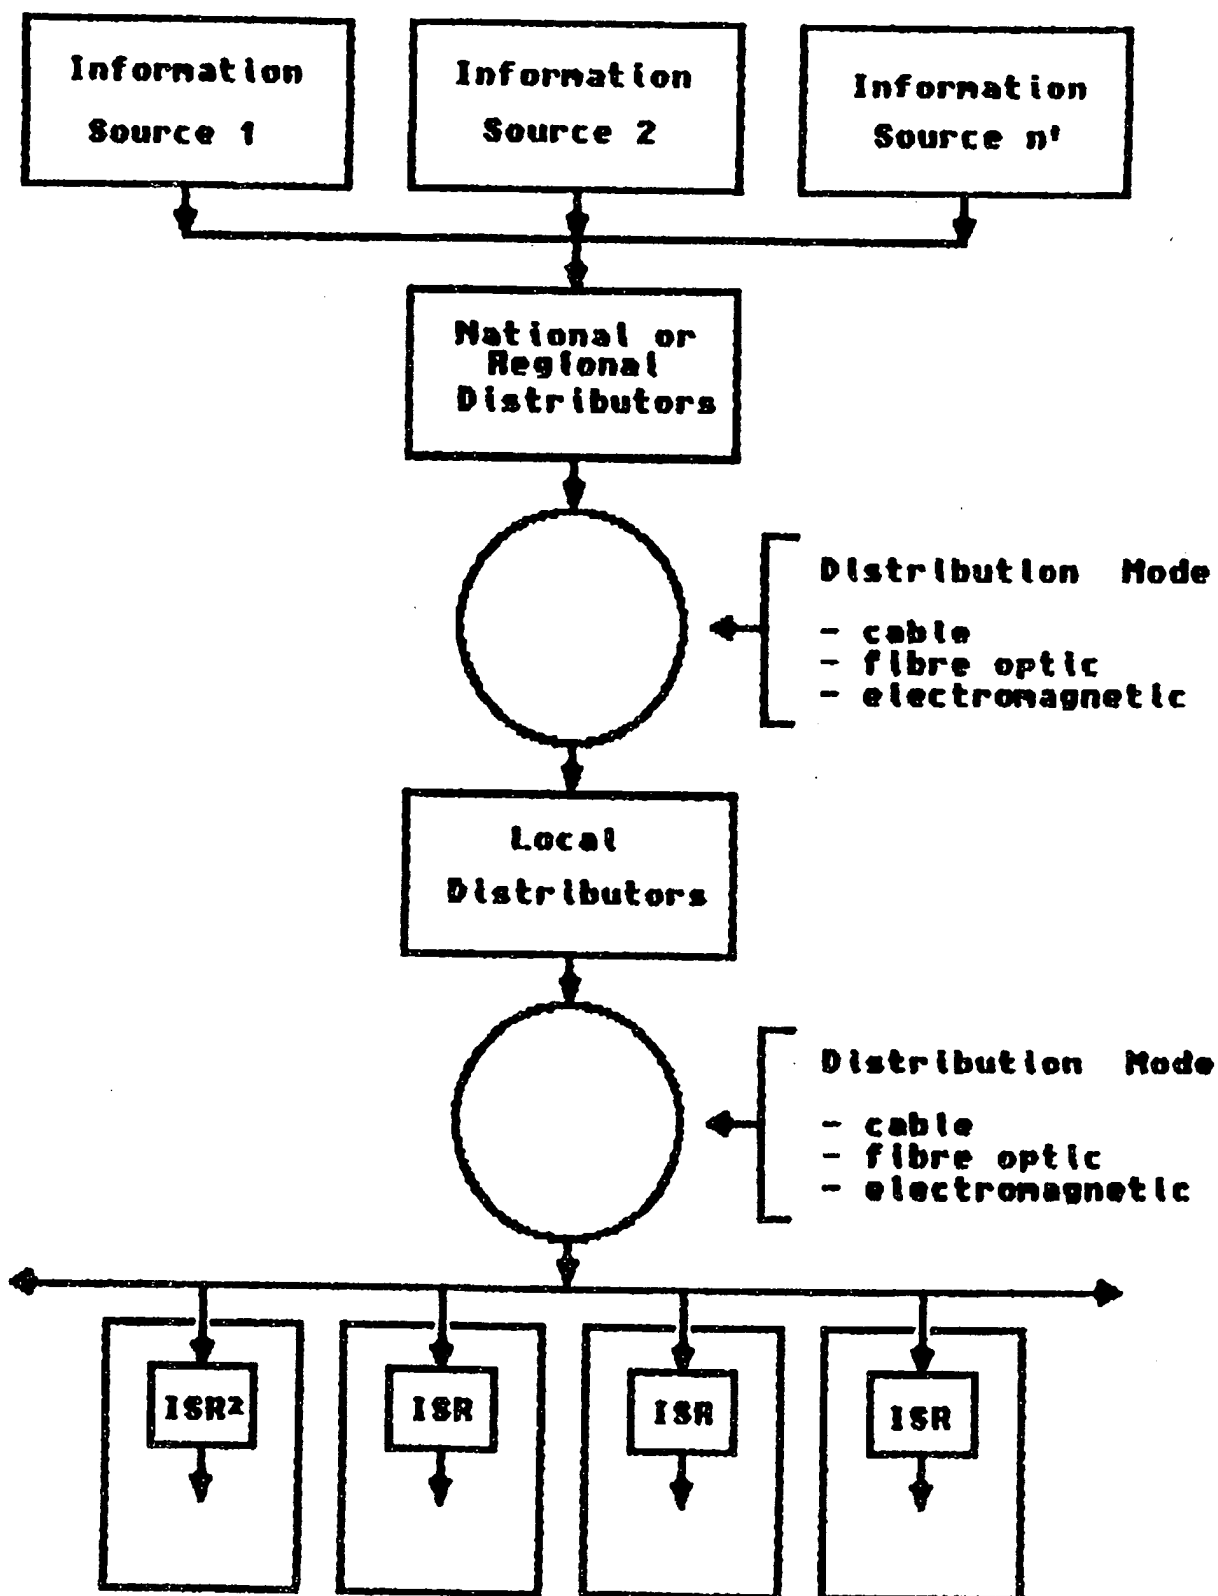 Information
Source 1
Information
Source 2
Information
Source n'
National or
Regional
Distributors
Distribution Mode
- cable
- fibre optic
- electromagnetic
Local
Distributors
Distribution Mode
- cable
- fibre optic
- electromagnetic
ISR²
ISR
ISR
ISR